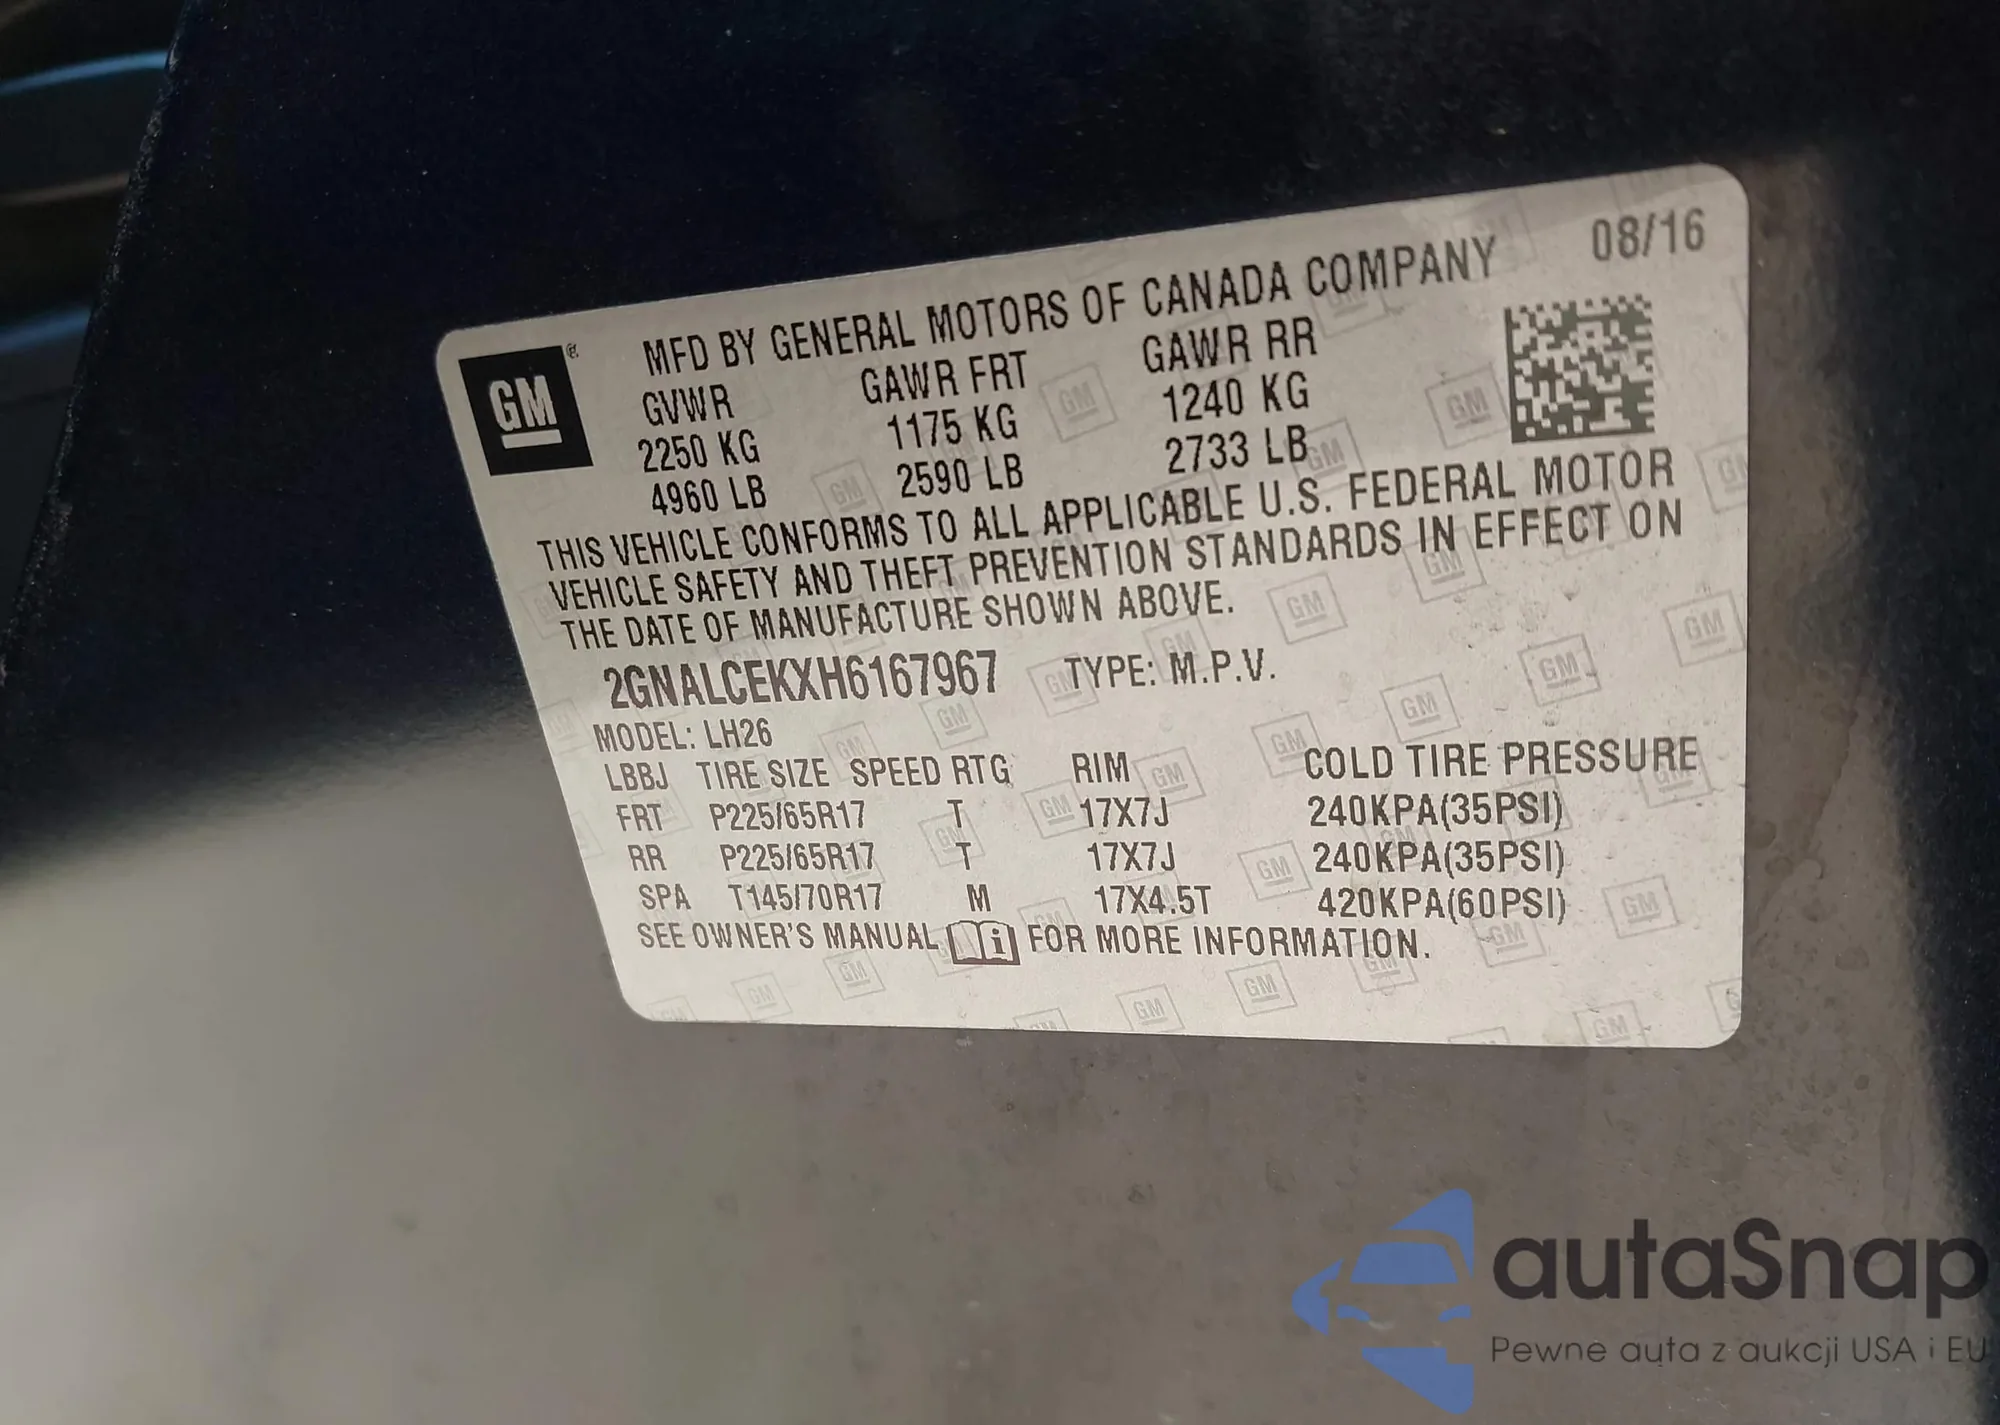 MFD BY GENERAL MOTORS OF CANADA COMPANY 08/16
GM
GVWR GAWR FRT GAWR RR
2250 KG 1175 KG 1240 KG
4960 LB 2590 LB 2733 LB
THIS VEHICLE CONFORMS TO ALL APPLICABLE U.S. FEDERAL MOTOR
VEHICLE SAFETY AND THEFT PREVENTION STANDARDS IN EFFECT ON
THE DATE OF MANUFACTURE SHOWN ABOVE.
2GNALCEKXH6167967 TYPE: M.P.V.
MODEL: LH26
LBBJ TIRE SIZE SPEED RTG RIM COLD TIRE PRESSURE
FRT P225/65R17 T 17X7J 240KPA(35PSI)
RR P225/65R17 T 17X7J 240KPA(35PSI)
SPA T145/70R17 M 17X4.5T 420KPA(60PSI)
SEE OWNER'S MANUAL i FOR MORE INFORMATION.
autaSnap
Pewne auta z aukcji USA i EU